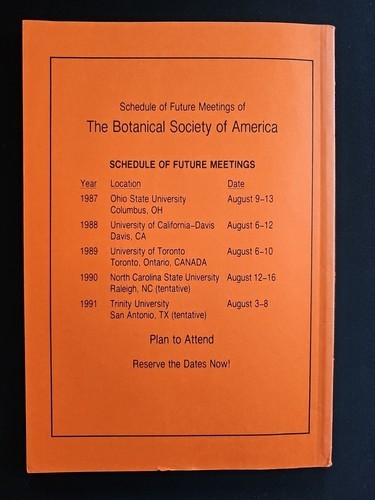 Schedule of Future Meetings of
The Botanical Society of America
SCHEDULE OF FUTURE MEETINGS
Year Location Date
1987 Ohio State University August 9–13
Columbus, OH
1988 University of California–Davis August 6–12
Davis, CA
1989 University of Toronto August 6–10
Toronto, Ontario, CANADA
1990 North Carolina State University August 12–16
Raleigh, NC (tentative)
1991 Trinity University August 3–8
San Antonio, TX (tentative)
Plan to Attend
Reserve the Dates Now!